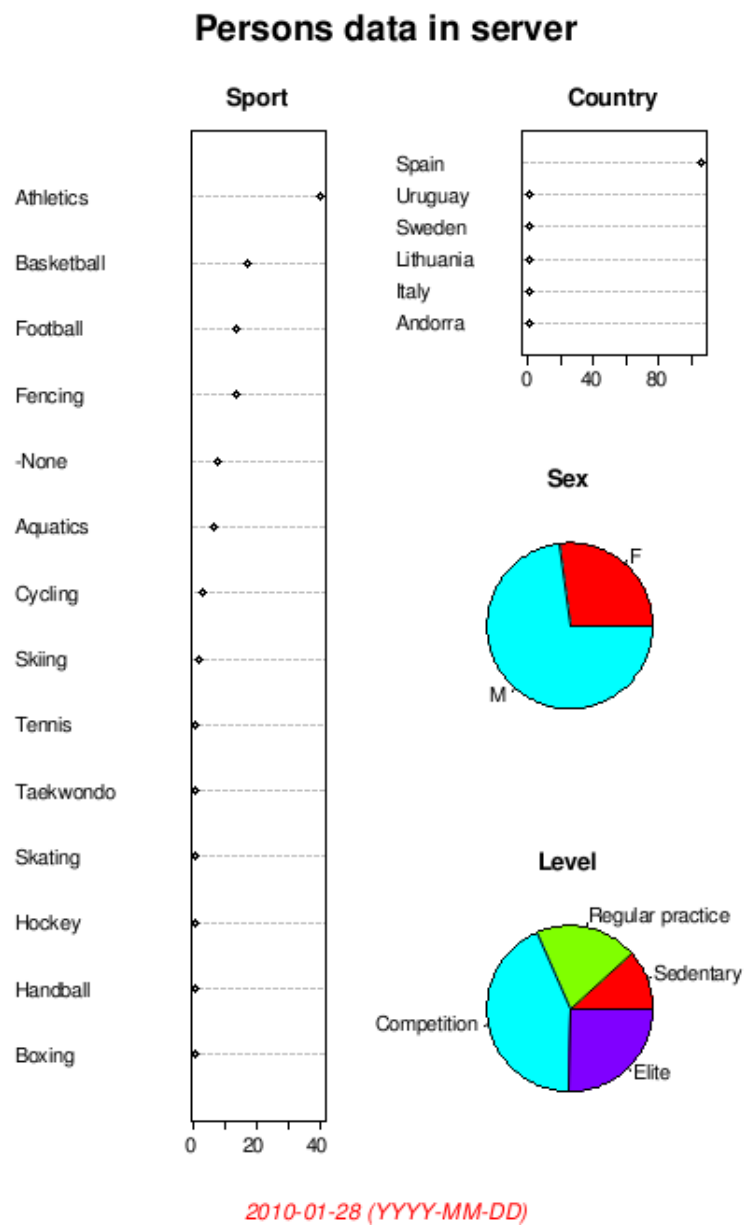 Persons data in server
Sport
Athletics
Basketball
Football
Fencing
-None
Aquatics
Cycling
Skiing
Tennis
Taekwondo
Skating
Hockey
Handball
Boxing
0 20 40
Country
Spain
Uruguay
Sweden
Lithuania
Italy
Andorra
0 40 80
Sex
F
M
Level
Regular practice
Sedentary
Competition
Elite
2010-01-28 (YYYY-MM-DD)